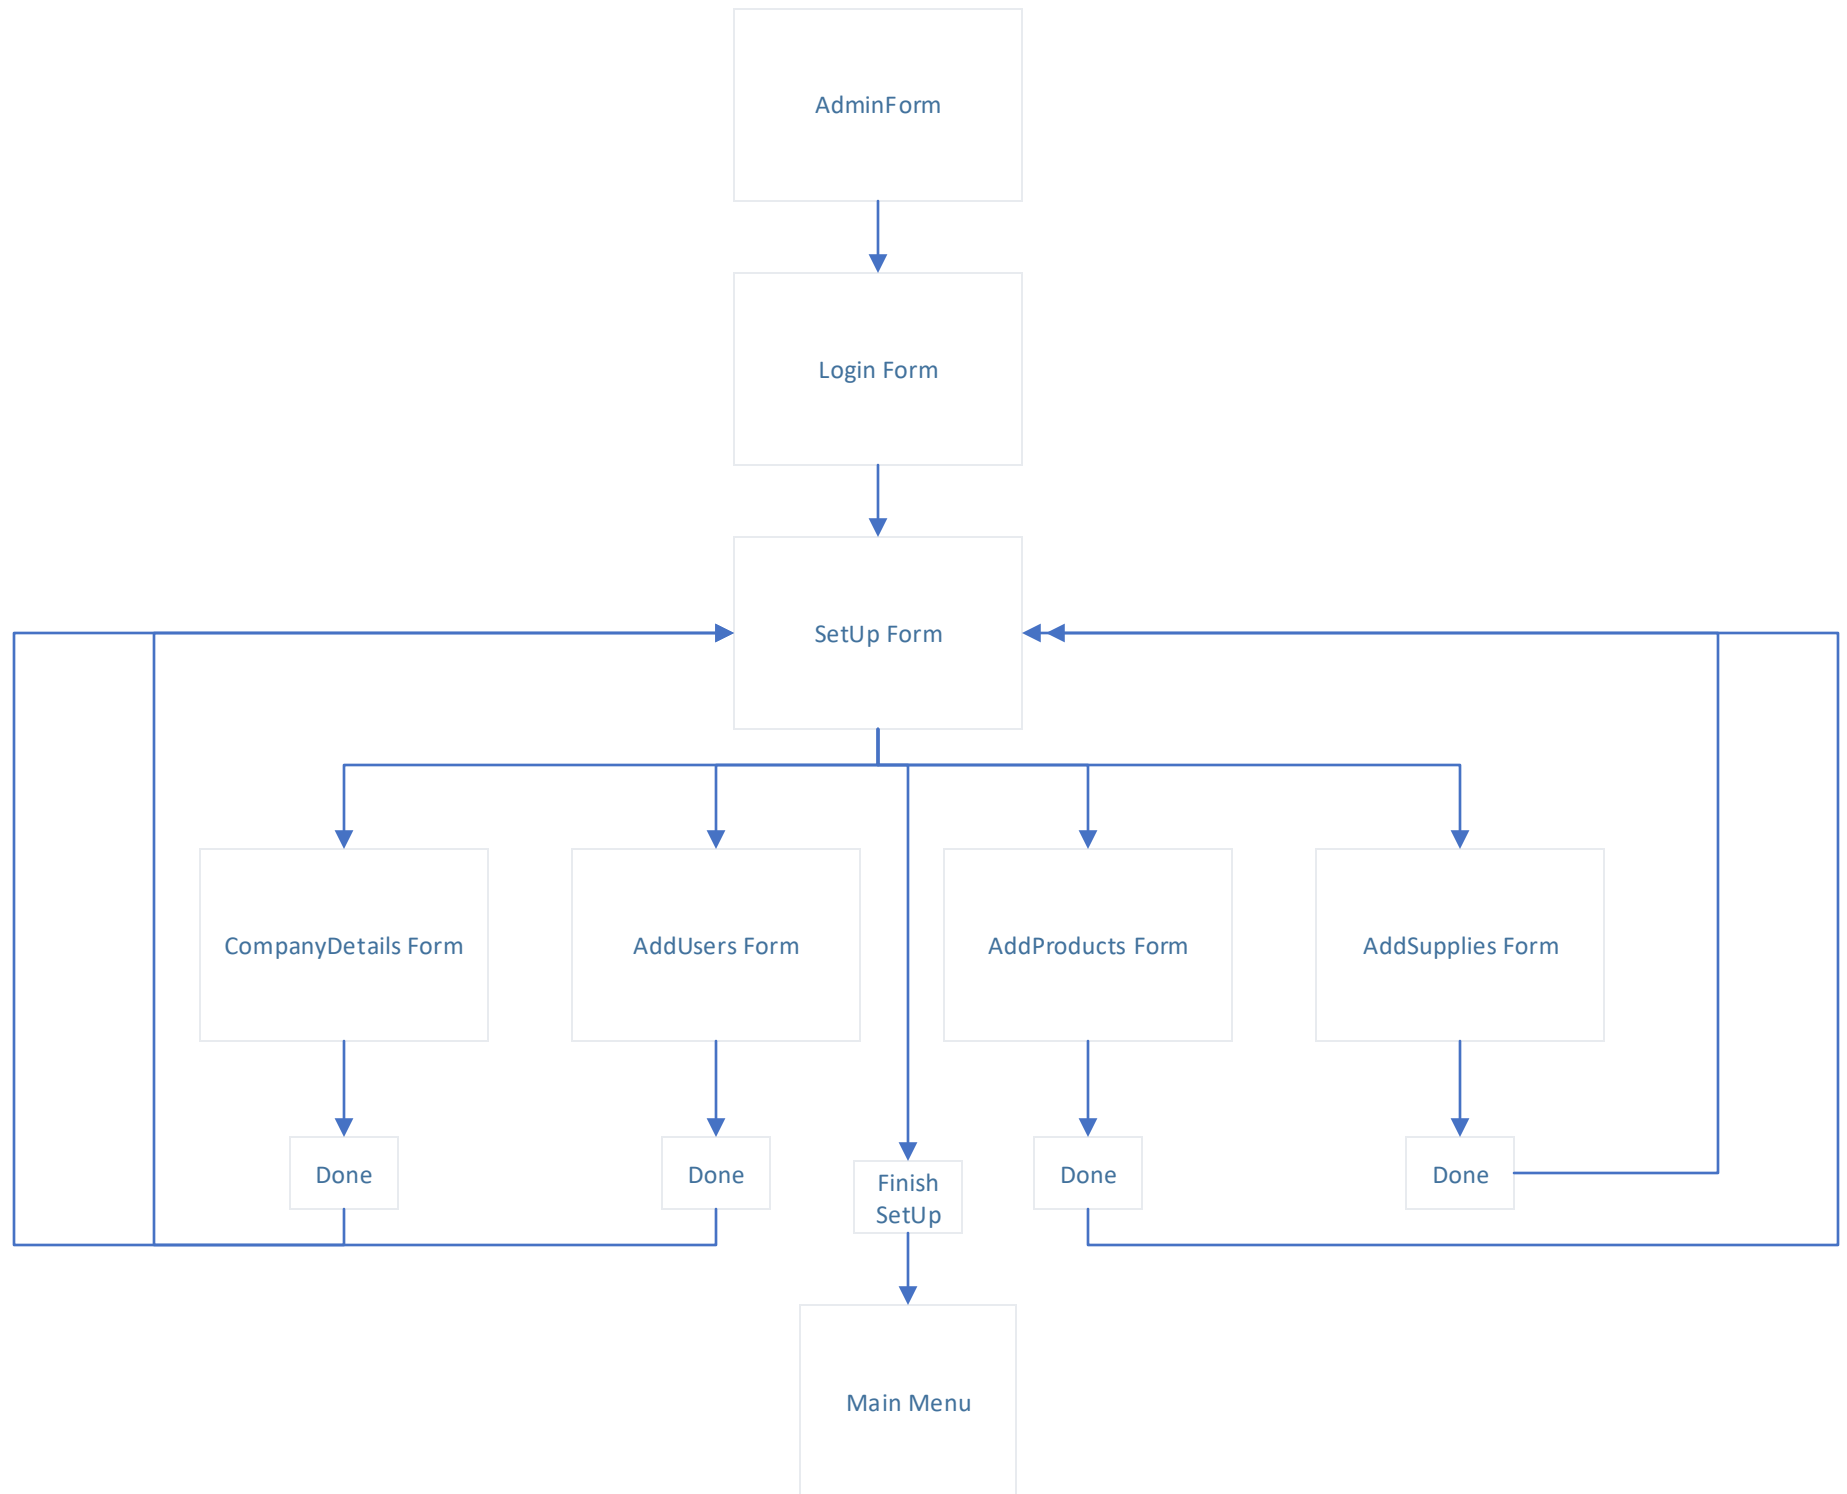 AdminForm
Login Form
SetUp Form
CompanyDetails Form
AddUsers Form
AddProducts Form
AddSupplies Form
Done
Done
Finish
SetUp
Done
Done
Main Menu